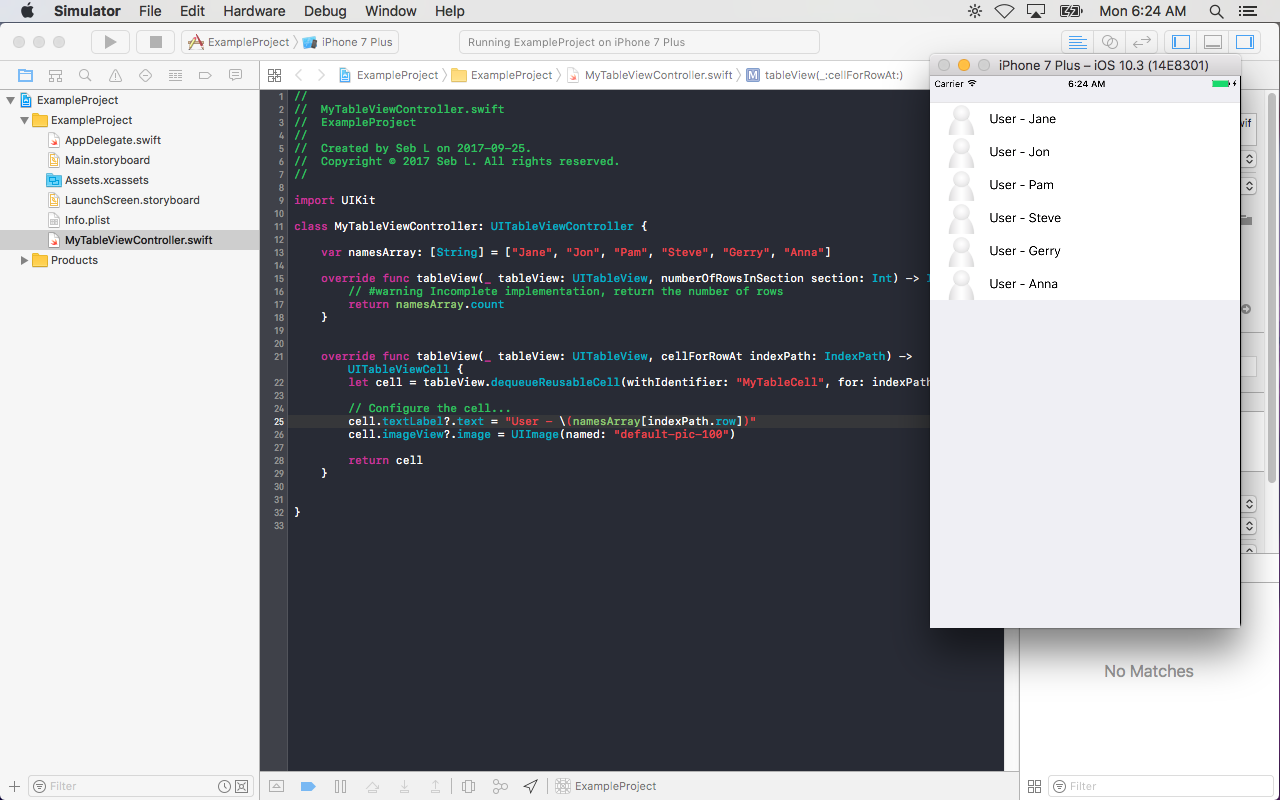 Simulator File Edit Hardware Debug Window Help Mon 6:24 AM
ExampleProject iPhone 7 Plus Running ExampleProject on iPhone 7 Plus
ExampleProject ExampleProject MyTableViewController.swift M tableView(_:cellForRowAt:)
ExampleProject
ExampleProject
AppDelegate.swift
Main.storyboard
Assets.xcassets
LaunchScreen.storyboard
Info.plist
MyTableViewController.swift
Products
Filter
1 //
2 // MyTableViewController.swift
3 // ExampleProject
4 //
5 // Created by Seb L on 2017-09-25.
6 // Copyright © 2017 Seb L. All rights reserved.
7 //
8
9 import UIKit
10
11 class MyTableViewController: UITableViewController {
12
13 var namesArray: [String] = ["Jane", "Jon", "Pam", "Steve", "Gerry", "Anna"]
14
15 override func tableView(_ tableView: UITableView, numberOfRowsInSection section: Int) -> I
16 // #warning Incomplete implementation, return the number of rows
17 return namesArray.count
18 }
19
20
21 override func tableView(_ tableView: UITableView, cellForRowAt indexPath: IndexPath) ->
UITableViewCell {
22 let cell = tableView.dequeueReusableCell(withIdentifier: "MyTableCell", for: indexPath
23
24 // Configure the cell...
25 cell.textLabel?.text = "User - \(namesArray[indexPath.row])"
26 cell.imageView?.image = UIImage(named: "default-pic-100")
27
28 return cell
29 }
30
31
32 }
33
ExampleProject
iPhone 7 Plus – iOS 10.3 (14E8301)
Carrier 6:24 AM
User - Jane
User - Jon
User - Pam
User - Steve
User - Gerry
User - Anna
wif
No Matches
Filter